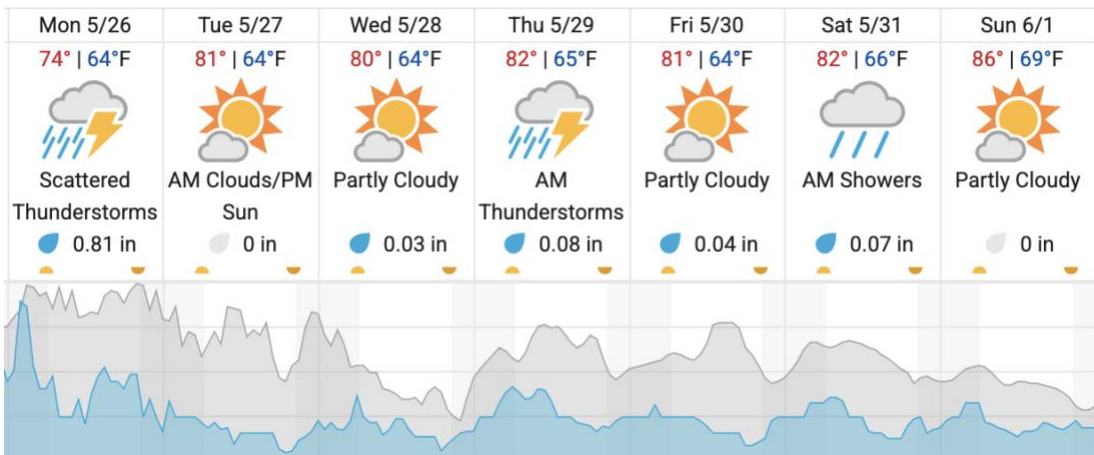 Mon 5/26 Tue 5/27 Wed 5/28 Thu 5/29 Fri 5/30 Sat 5/31 Sun 6/1
74° | 64°F 81° | 64°F 80° | 64°F 82° | 65°F 81° | 64°F 82° | 66°F 86° | 69°F
Scattered AM Clouds/PM Partly Cloudy AM Partly Cloudy AM Showers Partly Cloudy
Thunderstorms Sun Thunderstorms
0.81 in 0 in 0.03 in 0.08 in 0.04 in 0.07 in 0 in